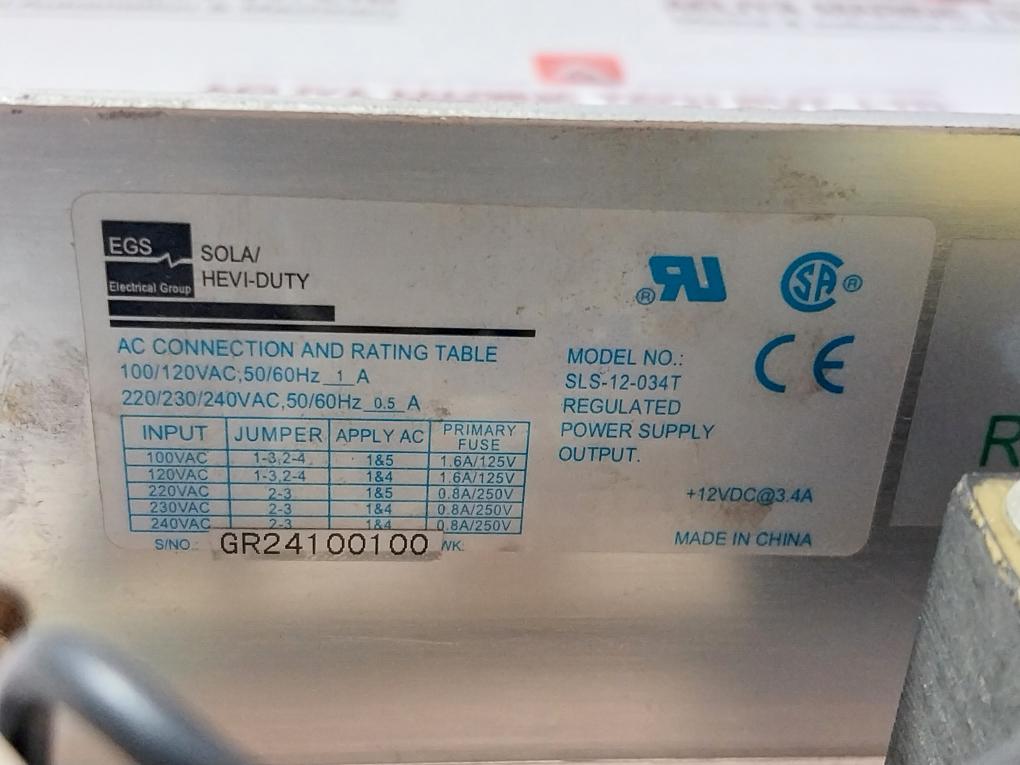 EGS
Electrical Group
SOLA/
HEVI-DUTY
AC CONNECTION AND RATING TABLE
100/120VAC,50/60Hz 1 A
220/230/240VAC,50/60Hz 0.5 A
INPUT JUMPER APPLY AC PRIMARY FUSE
100VAC 1-3,2-4 1&5 1.6A/125V
120VAC 1-3,2-4 1&4 1.6A/125V
220VAC 2-3 1&5 0.8A/250V
230VAC 2-3 1&4 0.8A/250V
240VAC 2-3 1&4 0.8A/250V
S/NO.: GR24100100 WK:
® RU SA ®
CE
MODEL NO.:
SLS-12-034T
REGULATED
POWER SUPPLY
OUTPUT.
+12VDC@3.4A
MADE IN CHINA
R